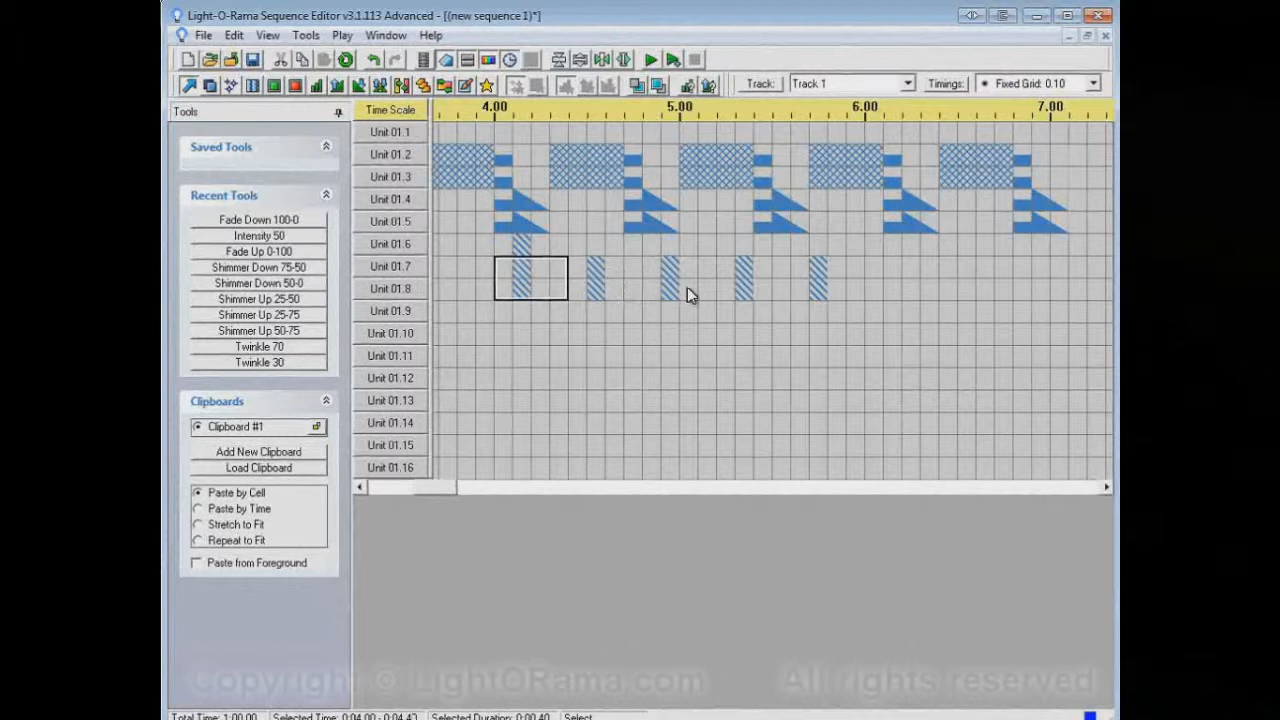 Light-O-Rama Sequence Editor v3.1.113 Advanced - [(new sequence 1)*]
File Edit View Tools Play Window Help
Track: Track 1 Timings: Fixed Grid: 0.10
Tools
Time Scale 4.00 5.00 6.00 7.00
Saved Tools
Recent Tools
Fade Down 100-0
Intensity 50
Fade Up 0-100
Shimmer Down 75-50
Shimmer Down 50-0
Shimmer Up 25-50
Shimmer Up 25-75
Shimmer Up 50-75
Twinkle 70
Twinkle 30
Clipboards
Clipboard #1
Add New Clipboard
Load Clipboard
Paste by Cell
Paste by Time
Stretch to Fit
Repeat to Fit
Paste from Foreground
Unit 01.1
Unit 01.2
Unit 01.3
Unit 01.4
Unit 01.5
Unit 01.6
Unit 01.7
Unit 01.8
Unit 01.9
Unit 01.10
Unit 01.11
Unit 01.12
Unit 01.13
Unit 01.14
Unit 01.15
Unit 01.16
Copyright © LightORama.com All rights reserved
Total Time: 1:00.00 Selected Time: 0:04.00 - 0:04.40 Selected Duration: 0:00.40 Select